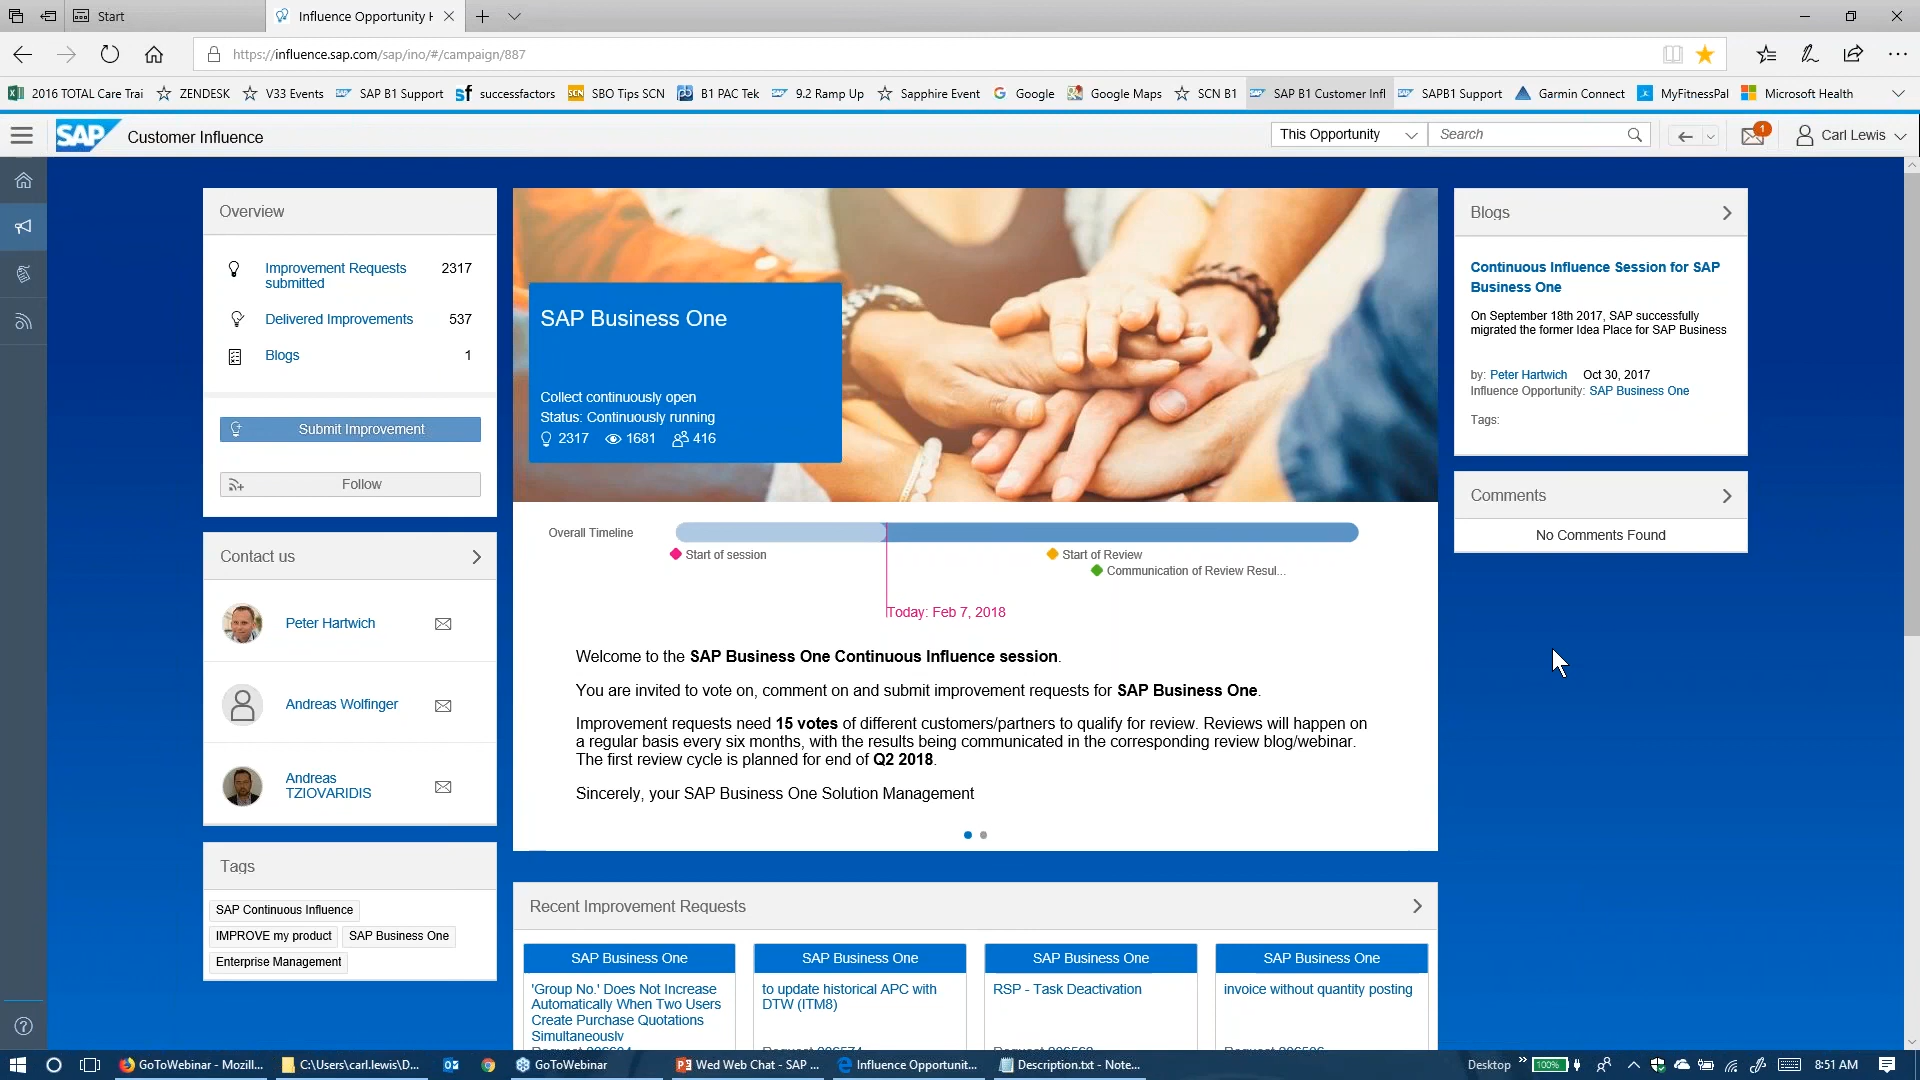 Start
Influence Opportunity H
https://influence.sap.com/sap/ino/#/campaign/887
2016 TOTAL Care Trai
ZENDESK
V33 Events
SAP B1 Support
successfactors
SBO Tips SCN
B1 PAC Tek
9.2 Ramp Up
Sapphire Event
Google
Google Maps
SCN B1
SAP B1 Customer Infl
SAPB1 Support
Garmin Connect
MyFitnessPal
Microsoft Health
SAP Customer Influence
This Opportunity
Search
1
Carl Lewis
Overview
Improvement Requests submitted 2317
Delivered Improvements 537
Blogs 1
Submit Improvement
Follow
Contact us
Peter Hartwich
Andreas Wolfinger
Andreas
TZIOVARIDIS
Tags
SAP Continuous Influence
IMPROVE my product SAP Business One
Enterprise Management
SAP Business One
Collect continuously open
Status: Continuously running
2317 1681 416
Overall Timeline
Start of session
Start of Review
Communication of Review Resul...
Today: Feb 7, 2018
Welcome to the SAP Business One Continuous Influence session.
You are invited to vote on, comment on and submit improvement requests for SAP Business One.
Improvement requests need 15 votes of different customers/partners to qualify for review. Reviews will happen on
a regular basis every six months, with the results being communicated in the corresponding review blog/webinar.
The first review cycle is planned for end of Q2 2018.
Sincerely, your SAP Business One Solution Management
Recent Improvement Requests
SAP Business One
'Group No.' Does Not Increase
Automatically When Two Users
Create Purchase Quotations
Simultaneously
SAP Business One
to update historical APC with
DTW (ITM8)
SAP Business One
RSP - Task Deactivation
SAP Business One
invoice without quantity posting
Blogs
Continuous Influence Session for SAP
Business One
On September 18th 2017, SAP successfully
migrated the former Idea Place for SAP Business
by: Peter Hartwich Oct 30, 2017
Influence Opportunity: SAP Business One
Tags:
Comments
No Comments Found
GoToWebinar - Mozill...
C:\Users\carl.lewis\D...
GoToWebinar
Wed Web Chat - SAP ...
Influence Opportunit...
Description.txt - Note...
Desktop
100%
8:51 AM